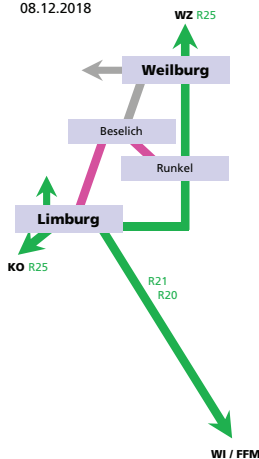 08.12.2018
WZ R25
Weilburg
Beselich
Runkel
Limburg
KO R25
R21
R20
WI / FFM